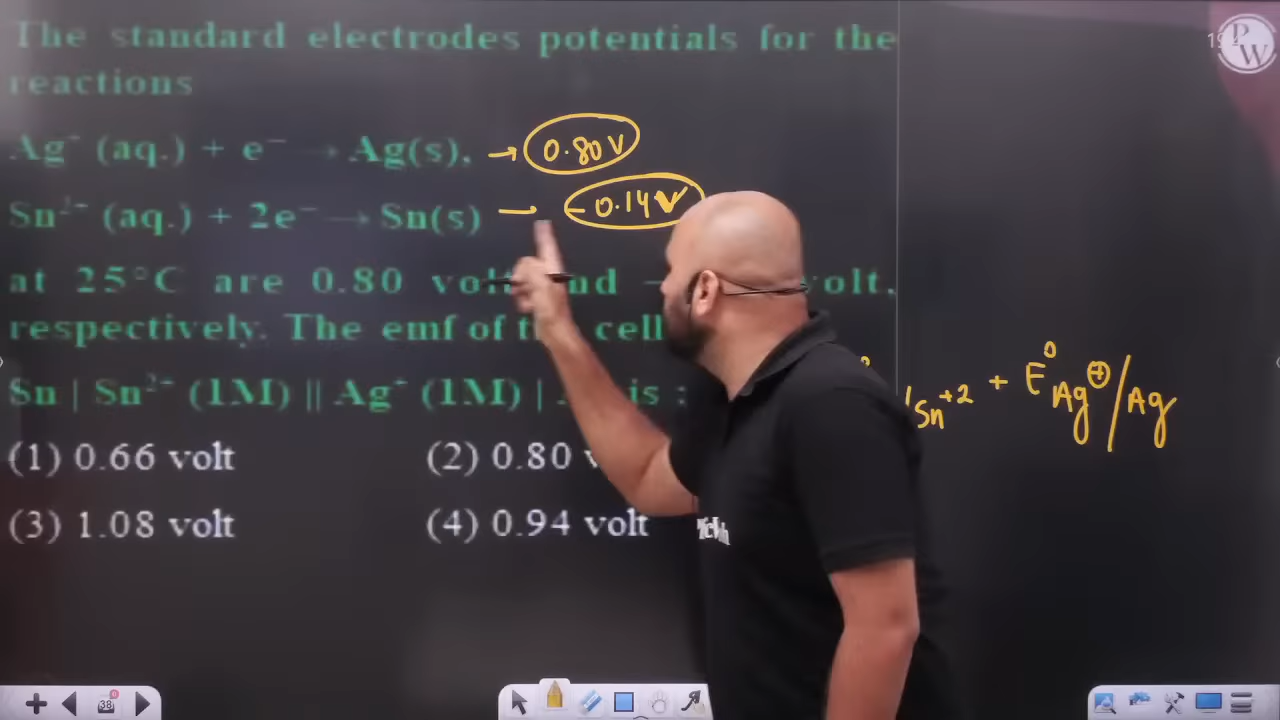 The standard electrodes potentials for the
reactions
Ag⁺ (aq.) + e⁻ → Ag(s), → 0.80 V
Sn²⁺ (aq.) + 2e⁻ → Sn(s) – -0.14 V
at 25°C are 0.80 volt and – volt,
respectively. The emf of the cell
Sn | Sn²⁺ (1M) || Ag⁺ (1M) | is :
/Sn⁺² + E⁰ Ag⊕/Ag
(1) 0.66 volt (2) 0.80
(3) 1.08 volt (4) 0.94 volt
PW
38